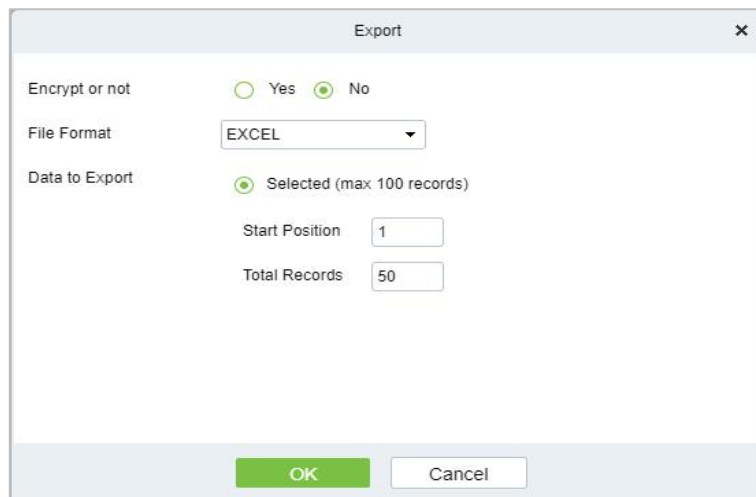 Export
Encrypt or not Yes No
File Format EXCEL
Data to Export Selected (max 100 records)
Start Position 1
Total Records 50
OK Cancel